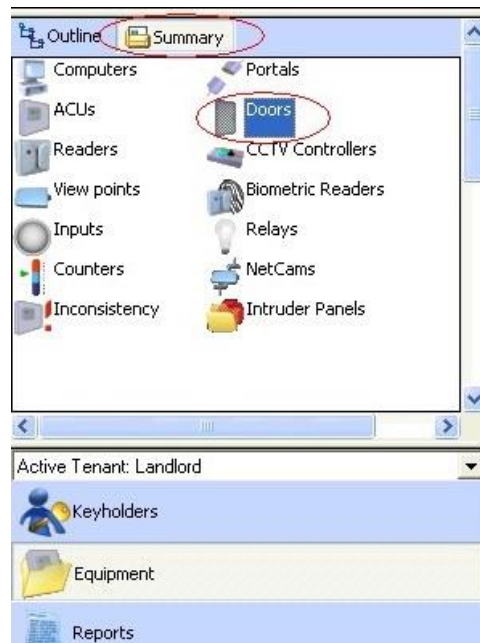 Outline Summary
Computers Portals
ACUs Doors
Readers CCTV Controllers
View points Biometric Readers
Inputs Relays
Counters NetCams
Inconsistency Intruder Panels
Active Tenant: Landlord
Keyholders
Equipment
Reports